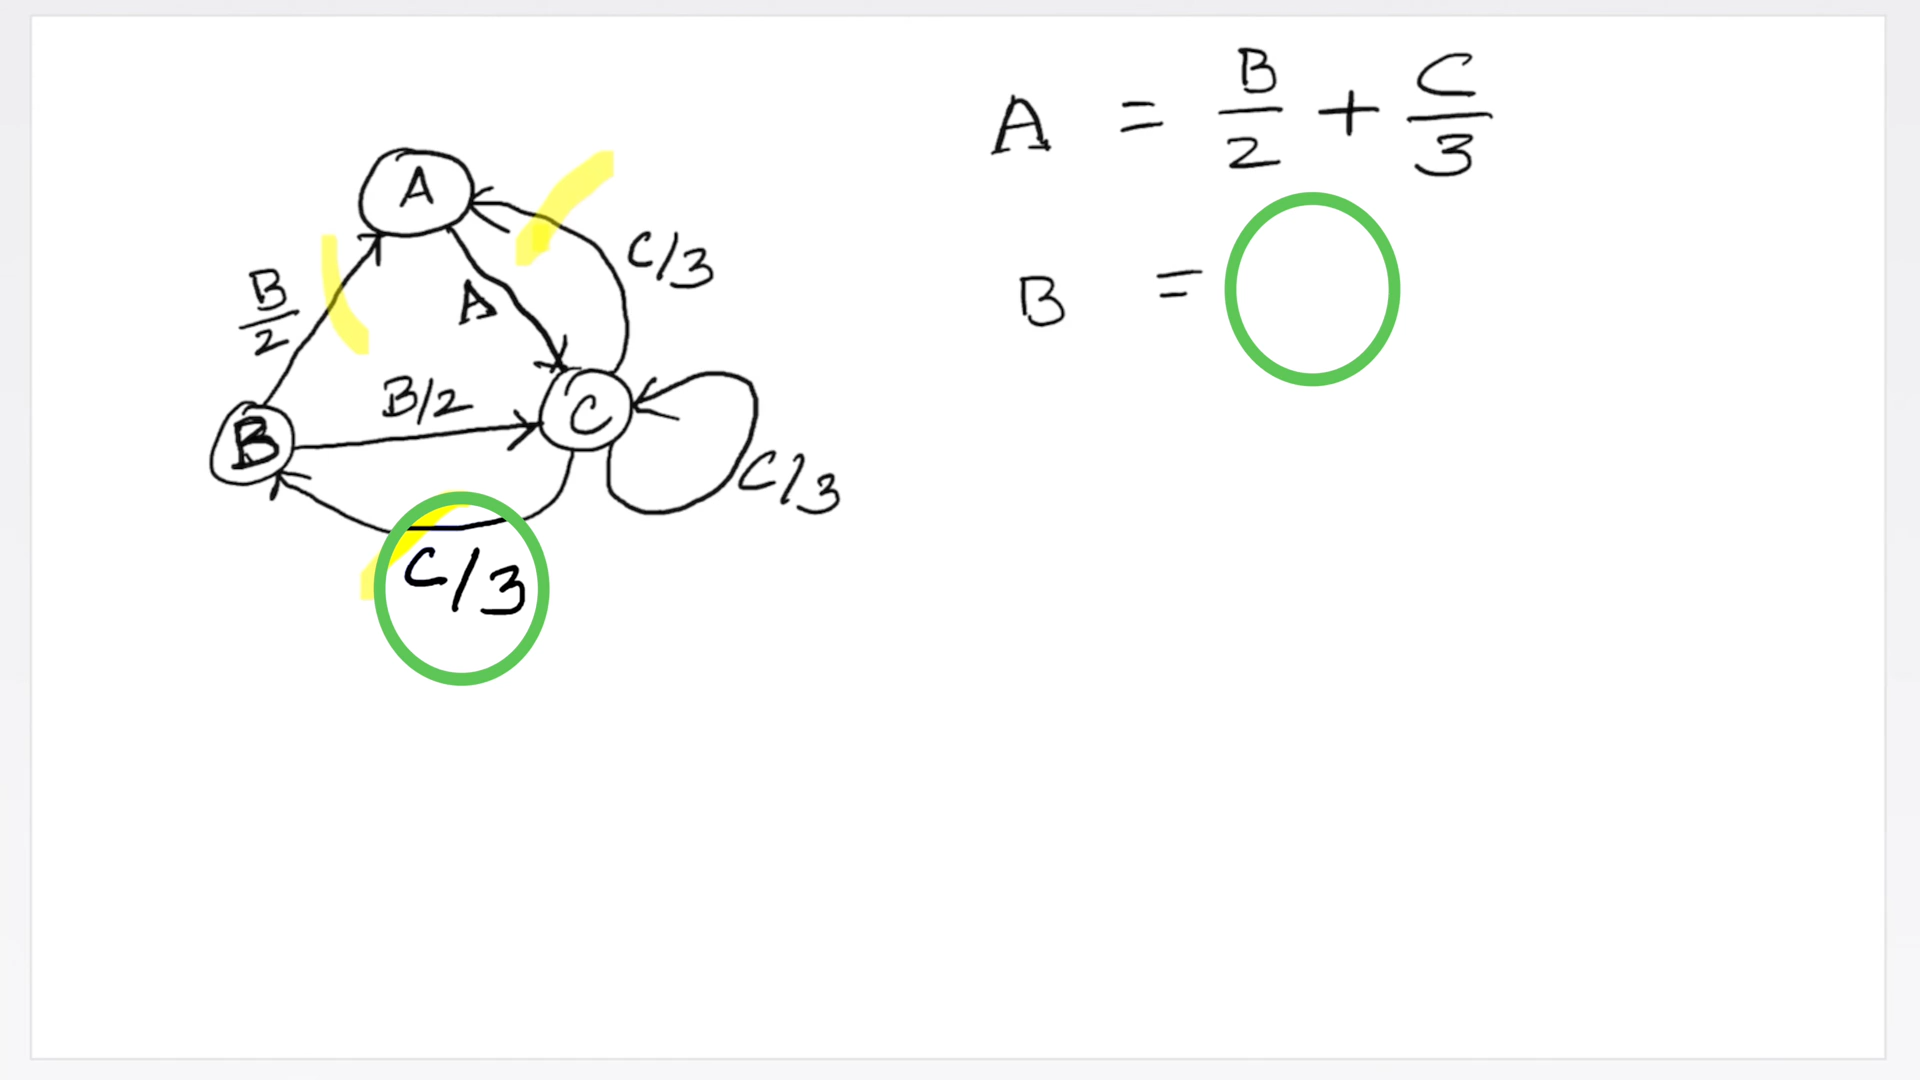 A = B/2 + C/3
B =
A
C/3
B/2
A
B/2
C
B
C/3
C/3